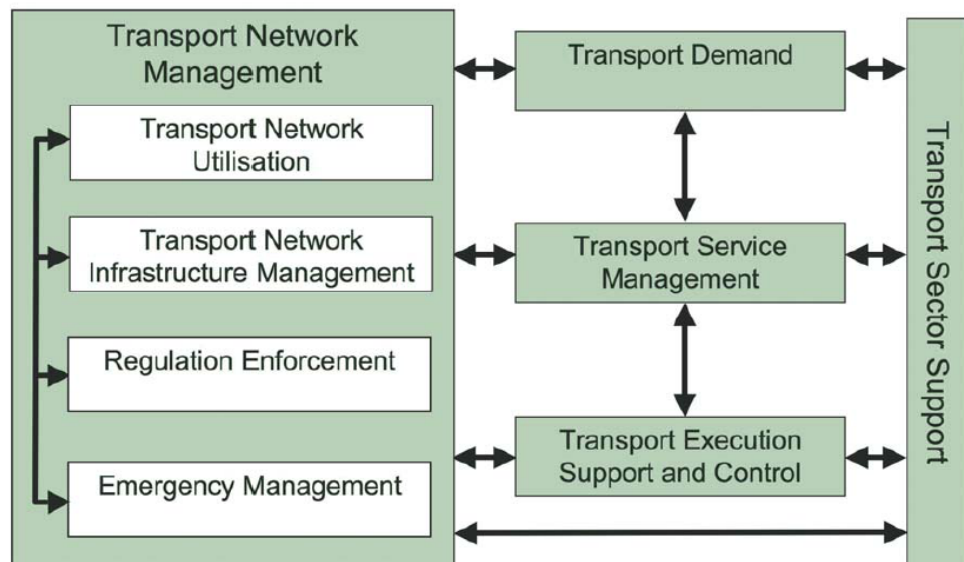 Transport Network
Management
Transport Network
Utilisation
Transport Network
Infrastructure Management
Regulation Enforcement
Emergency Management
Transport Demand
Transport Service
Management
Transport Execution
Support and Control
Transport Sector Support